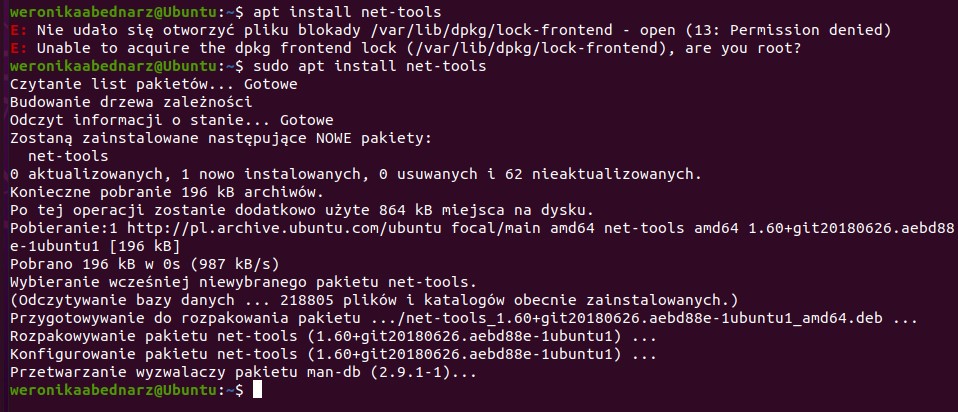 weronikaabednarz@Ubuntu:~$ apt install net-tools
E: Nie udało się otworzyć pliku blokady /var/lib/dpkg/lock-frontend - open (13: Permission denied)
E: Unable to acquire the dpkg frontend lock (/var/lib/dpkg/lock-frontend), are you root?
weronikaabednarz@Ubuntu:~$ sudo apt install net-tools
Czytanie list pakietów... Gotowe
Budowanie drzewa zależności
Odczyt informacji o stanie... Gotowe
Zostaną zainstalowane następujące NOWE pakiety:
  net-tools
0 aktualizowanych, 1 nowo instalowanych, 0 usuwanych i 62 nieaktualizowanych.
Konieczne pobranie 196 kB archiwów.
Po tej operacji zostanie dodatkowo użyte 864 kB miejsca na dysku.
Pobieranie:1 http://pl.archive.ubuntu.com/ubuntu focal/main amd64 net-tools amd64 1.60+git20180626.aebd88
e-1ubuntu1 [196 kB]
Pobrano 196 kB w 0s (987 kB/s)
Wybieranie wcześniej niewybranego pakietu net-tools.
(Odczytywanie bazy danych ... 218805 plików i katalogów obecnie zainstalowanych.)
Przygotowywanie do rozpakowania pakietu .../net-tools_1.60+git20180626.aebd88e-1ubuntu1_amd64.deb ...
Rozpakowywanie pakietu net-tools (1.60+git20180626.aebd88e-1ubuntu1) ...
Konfigurowanie pakietu net-tools (1.60+git20180626.aebd88e-1ubuntu1) ...
Przetwarzanie wyzwalaczy pakietu man-db (2.9.1-1)...
weronikaabednarz@Ubuntu:~$